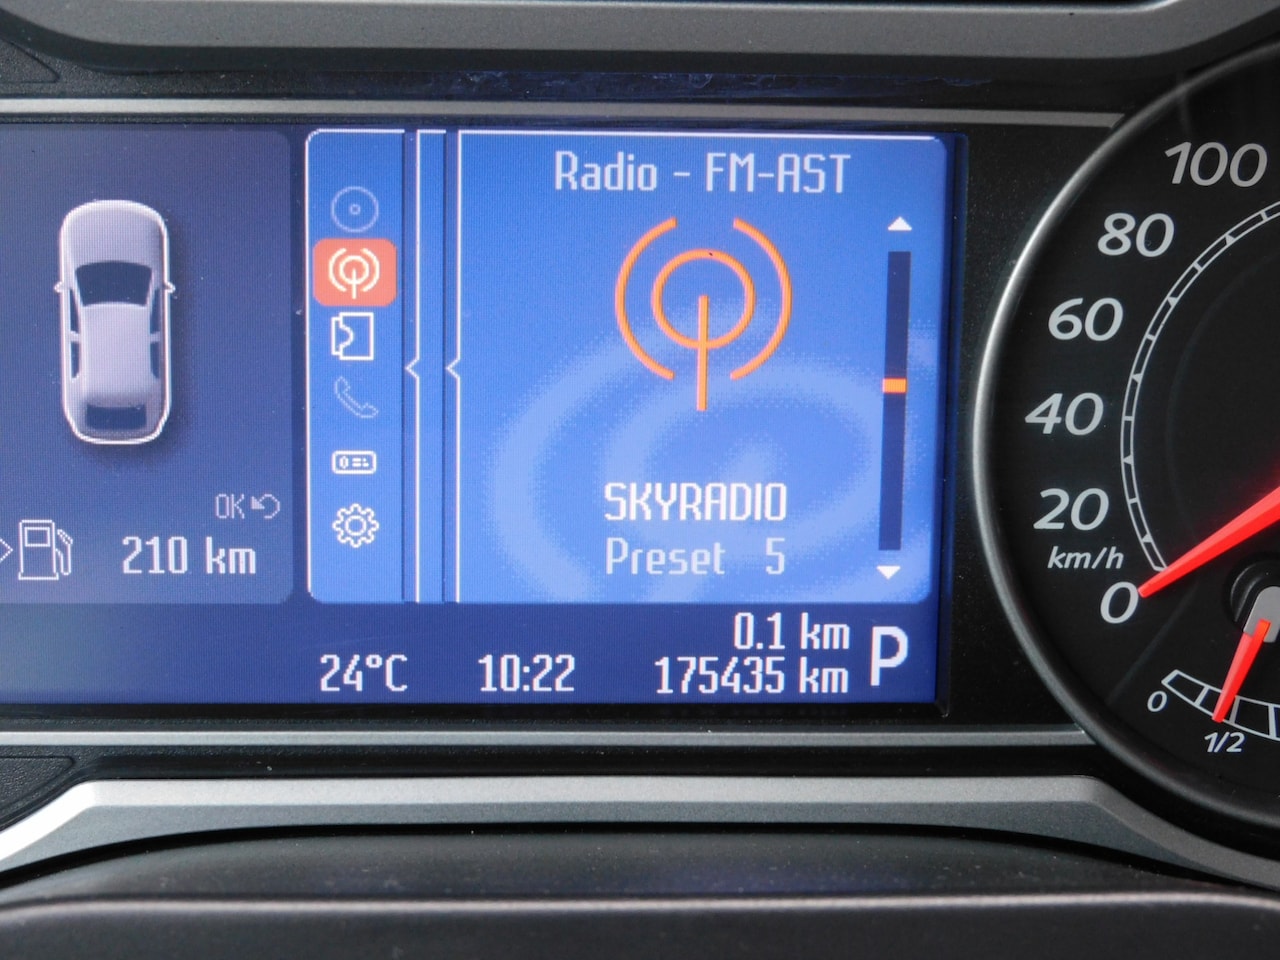 Radio - FM-AST
SKYRADIO
Preset 5
OK
210 km
0.1 km
24°C 10:22 175435 km P
100
80
60
40
20
km/h
0
0
1/2